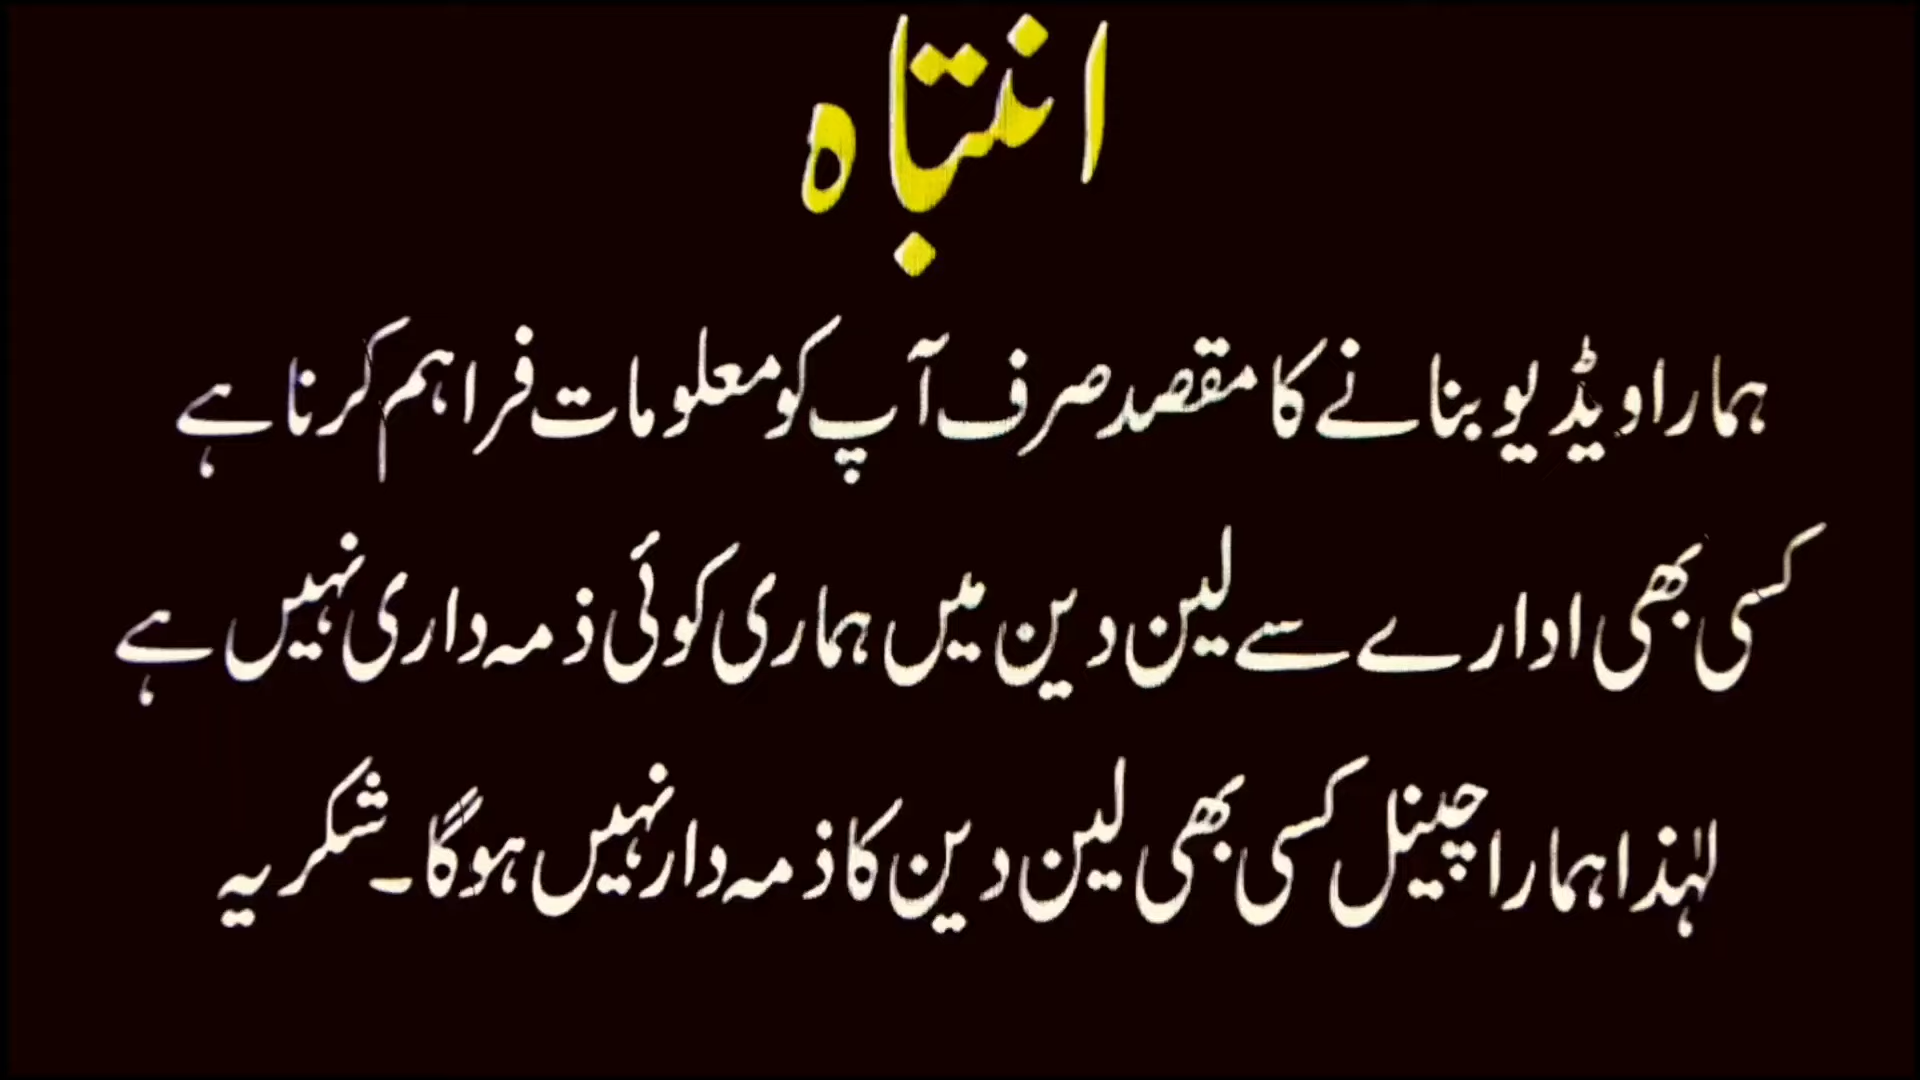 انتباہ
ہمارا ویڈیو بنانے کا مقصد صرف آپ کو معلومات فراہم کرنا ہے
کسی بھی ادارے سے لین دین میں ہماری کوئی ذمہ داری نہیں ہے
لہٰذا ہمارا چینل کسی بھی لین دین کا ذمہ دار نہیں ہوگا۔ شکریہ